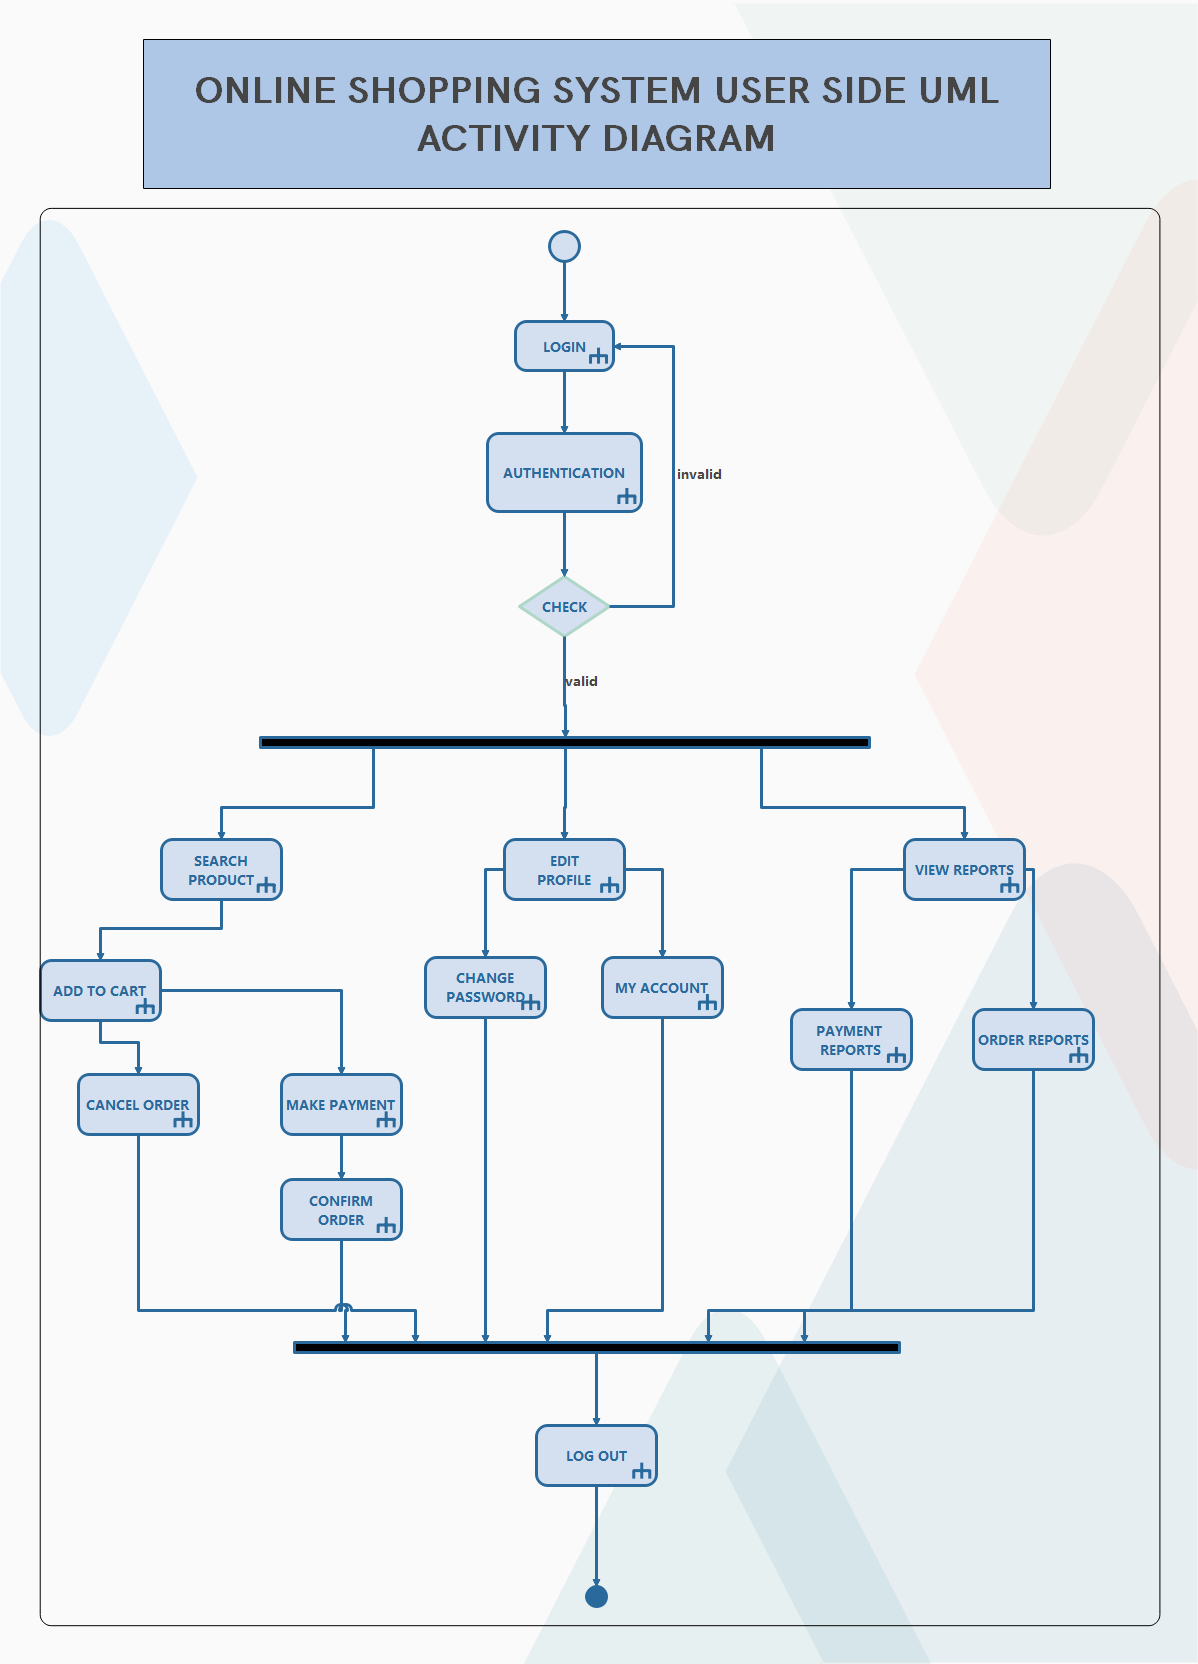 ONLINE SHOPPING SYSTEM USER SIDE UML
ACTIVITY DIAGRAM
LOGIN
AUTHENTICATION
invalid
CHECK
valid
SEARCH
PRODUCT
EDIT
PROFILE
VIEW REPORTS
ADD TO CART
CHANGE
PASSWORD
MY ACCOUNT
PAYMENT
REPORTS
ORDER REPORTS
CANCEL ORDER
MAKE PAYMENT
CONFIRM
ORDER
LOG OUT